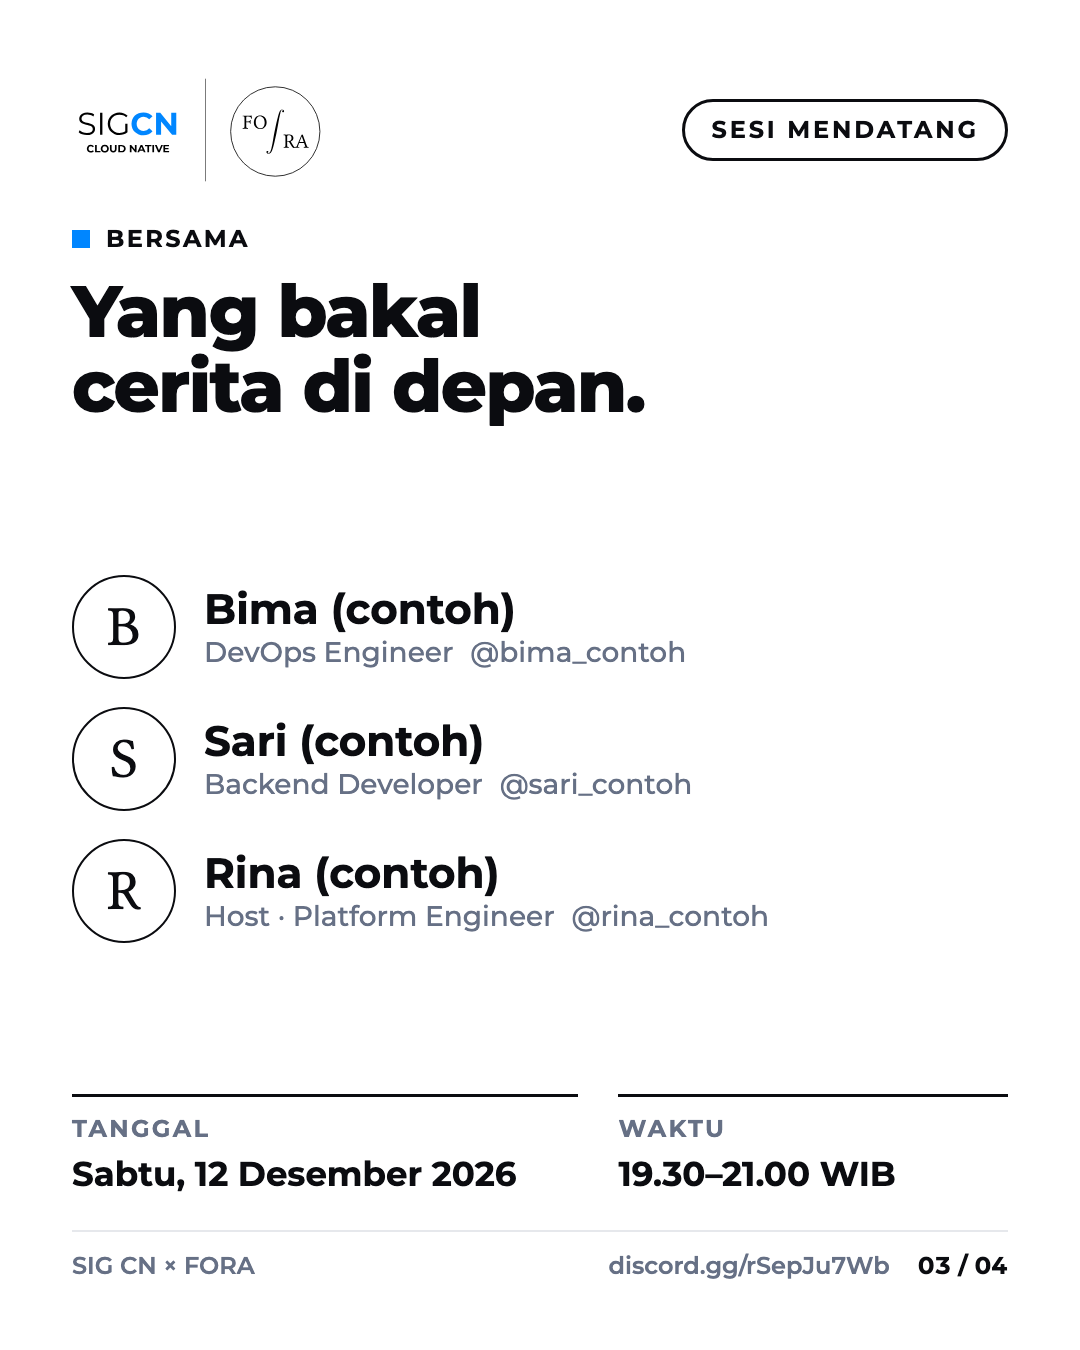 SIGCN
CLOUD NATIVE
FO RA
SESI MENDATANG
BERSAMA
Yang bakal
cerita di depan.
B
Bima (contoh)
DevOps Engineer @bima_contoh
S
Sari (contoh)
Backend Developer @sari_contoh
R
Rina (contoh)
Host · Platform Engineer @rina_contoh
TANGGAL
Sabtu, 12 Desember 2026
WAKTU
19.30–21.00 WIB
SIG CN × FORA
discord.gg/rSepJu7Wb 03 / 04